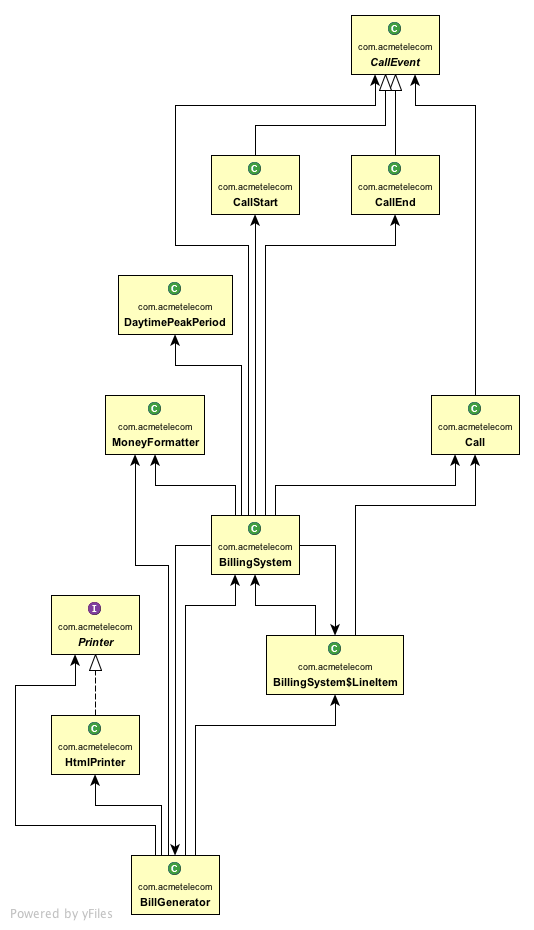 C
com.acmetelecom
CallEvent
C
com.acmetelecom
CallStart
C
com.acmetelecom
CallEnd
C
com.acmetelecom
DaytimePeakPeriod
C
com.acmetelecom
MoneyFormatter
C
com.acmetelecom
Call
C
com.acmetelecom
BillingSystem
I
com.acmetelecom
Printer
C
com.acmetelecom
BillingSystem$LineItem
C
com.acmetelecom
HtmlPrinter
C
com.acmetelecom
BillGenerator
Powered by yFiles